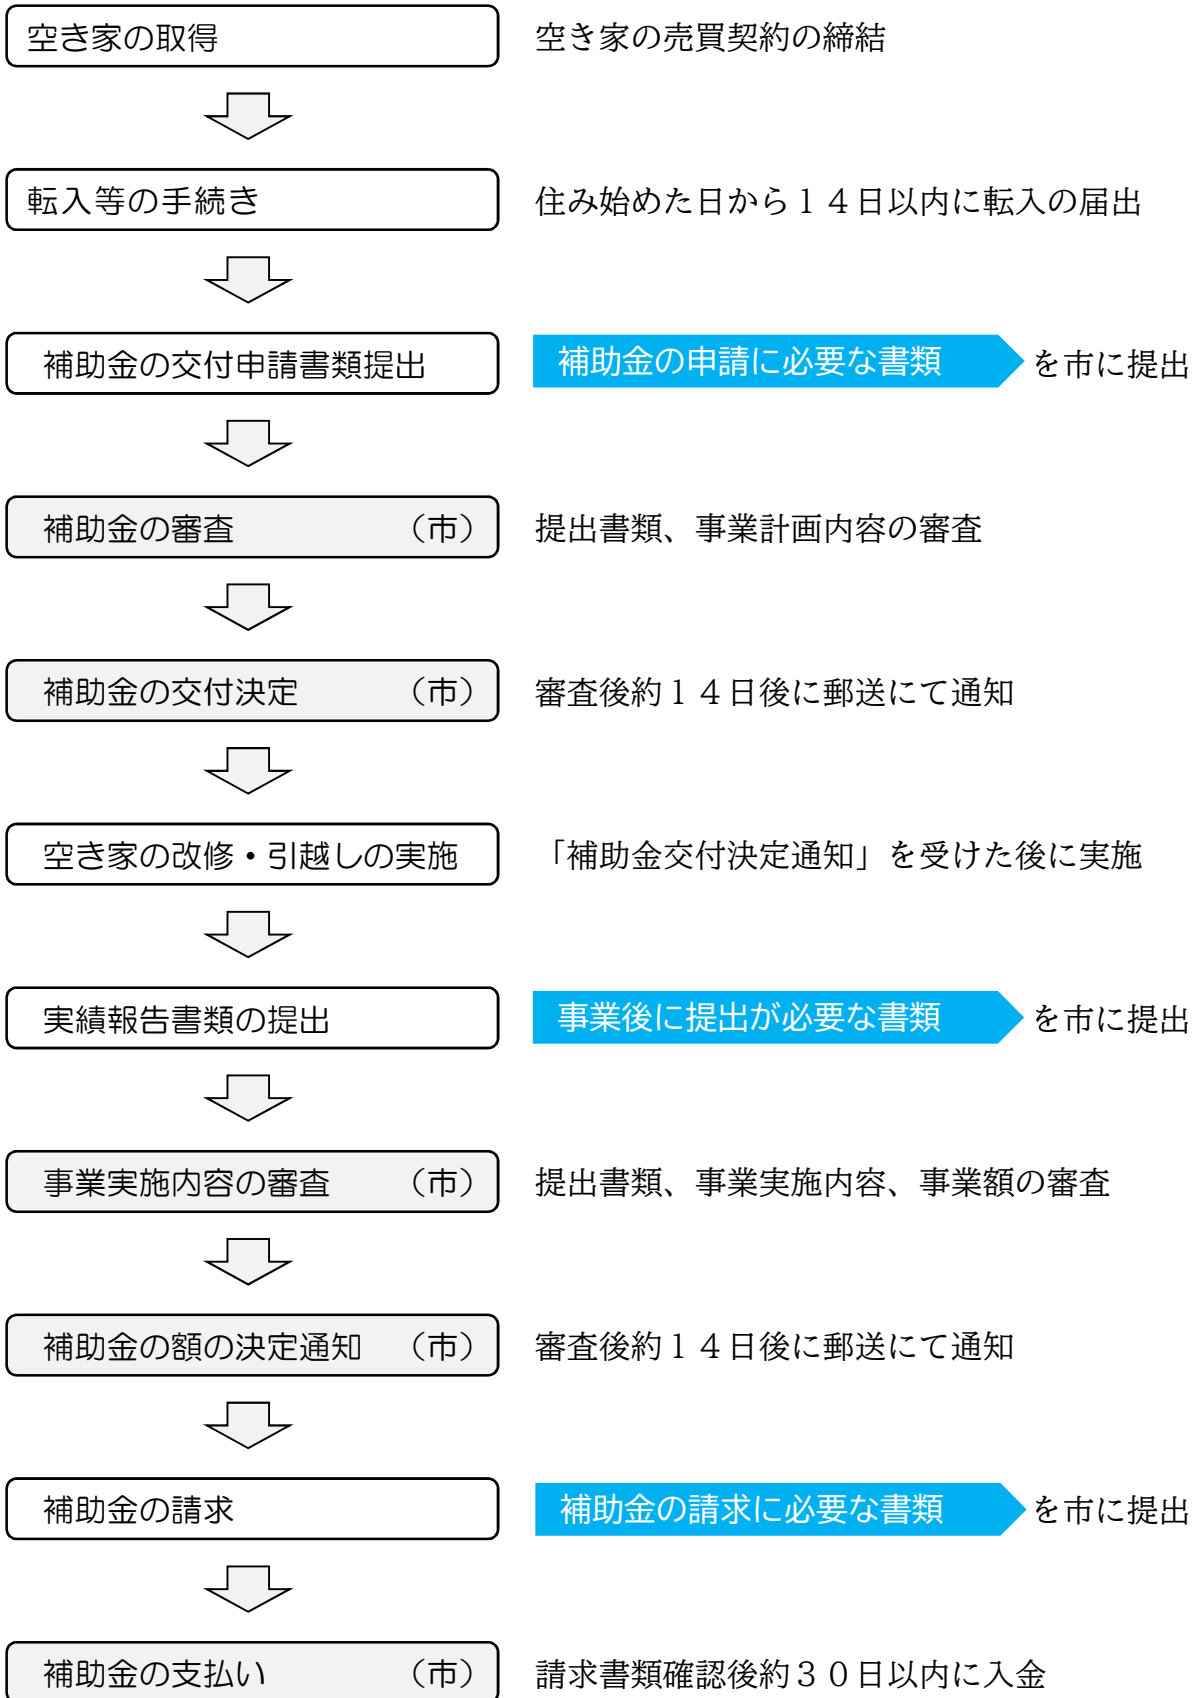 空き家の取得 空き家の売買契約の締結
転入等の手続き 住み始めた日から１４日以内に転入の届出
補助金の交付申請書類提出 補助金の申請に必要な書類 を市に提出
補助金の審査 （市） 提出書類、事業計画内容の審査
補助金の交付決定 （市） 審査後約１４日後に郵送にて通知
空き家の改修・引越しの実施 「補助金交付決定通知」を受けた後に実施
実績報告書類の提出 事業後に提出が必要な書類 を市に提出
事業実施内容の審査 （市） 提出書類、事業実施内容、事業額の審査
補助金の額の決定通知 （市） 審査後約１４日後に郵送にて通知
補助金の請求 補助金の請求に必要な書類 を市に提出
補助金の支払い （市） 請求書類確認後約３０日以内に入金